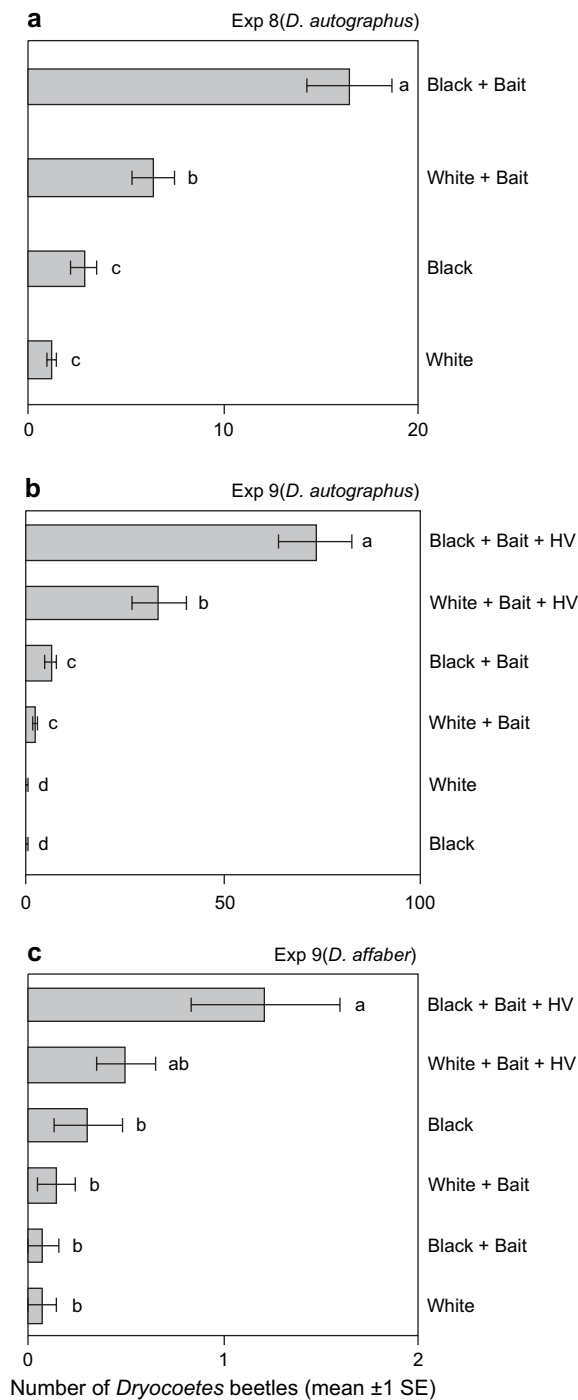 a Exp 8(D. autographus)
a Black + Bait
b White + Bait
c Black
c White
0 10 20
b Exp 9(D. autographus)
a Black + Bait + HV
b White + Bait + HV
c Black + Bait
c White + Bait
d White
d Black
0 50 100
c Exp 9(D. affaber)
a Black + Bait + HV
ab White + Bait + HV
b Black
b White + Bait
b Black + Bait
b White
0 1 2
Number of Dryocoetes beetles (mean ±1 SE)